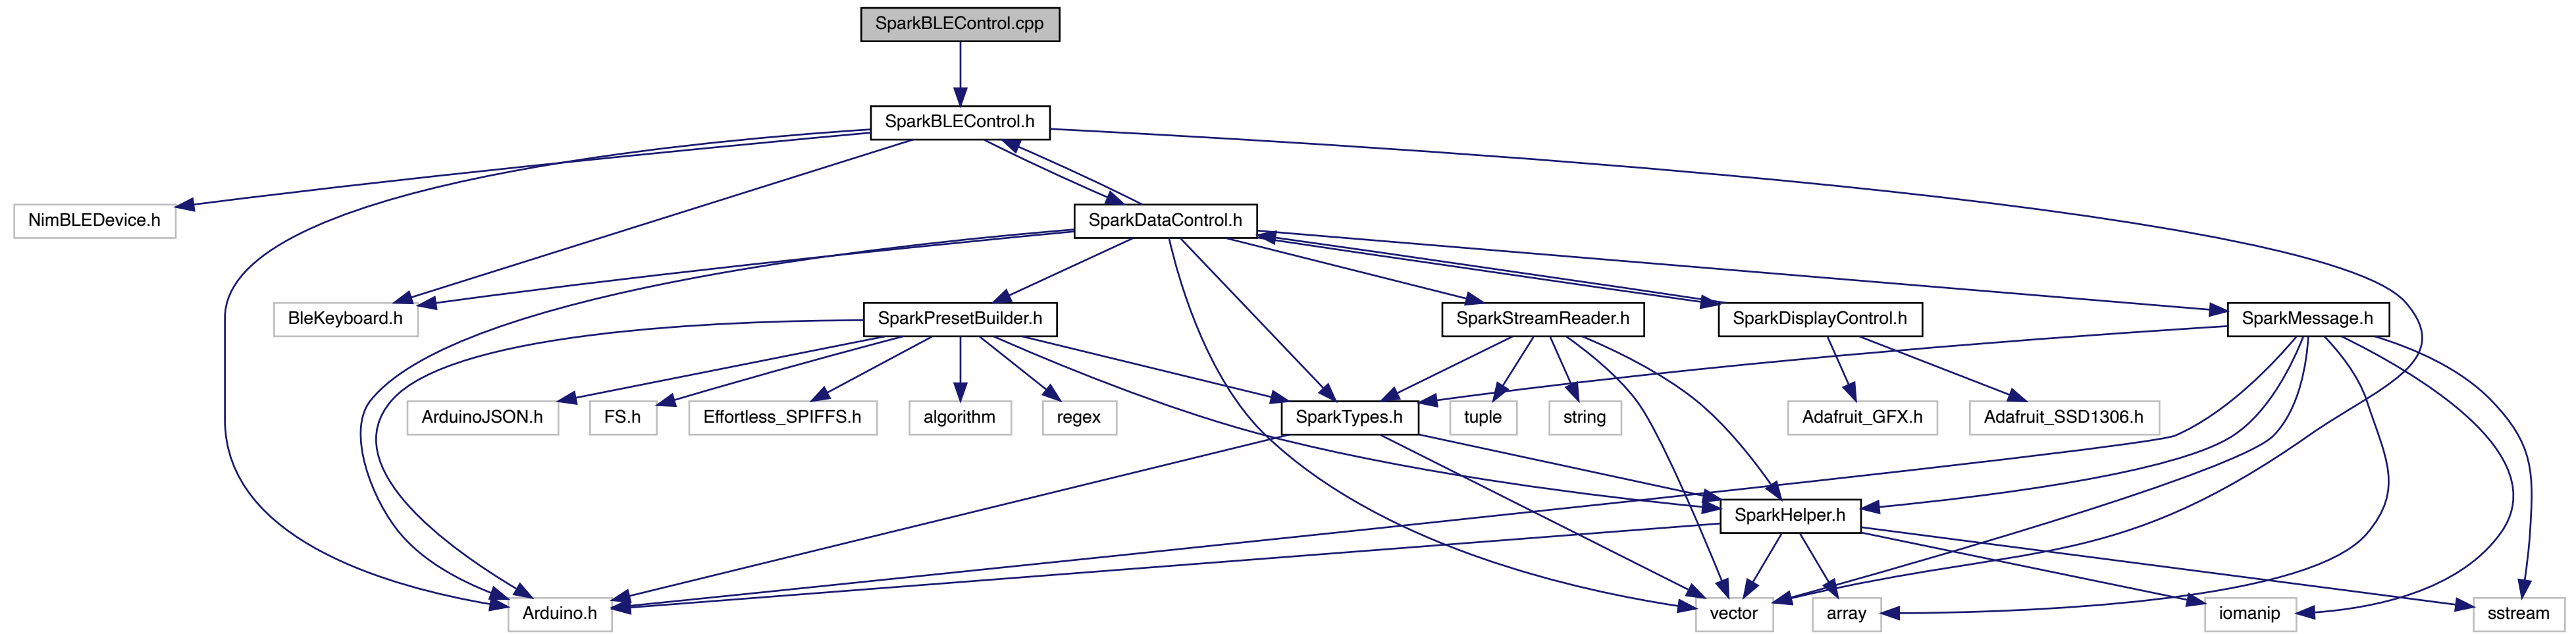 SparkBLEControl.cpp
SparkBLEControl.h
NimBLEDevice.h
SparkDataControl.h
BleKeyboard.h
SparkPresetBuilder.h
SparkStreamReader.h
SparkDisplayControl.h
SparkMessage.h
ArduinoJSON.h
FS.h
Effortless_SPIFFS.h
algorithm
regex
SparkTypes.h
tuple
string
Adafruit_GFX.h
Adafruit_SSD1306.h
SparkHelper.h
Arduino.h
vector
array
iomanip
sstream